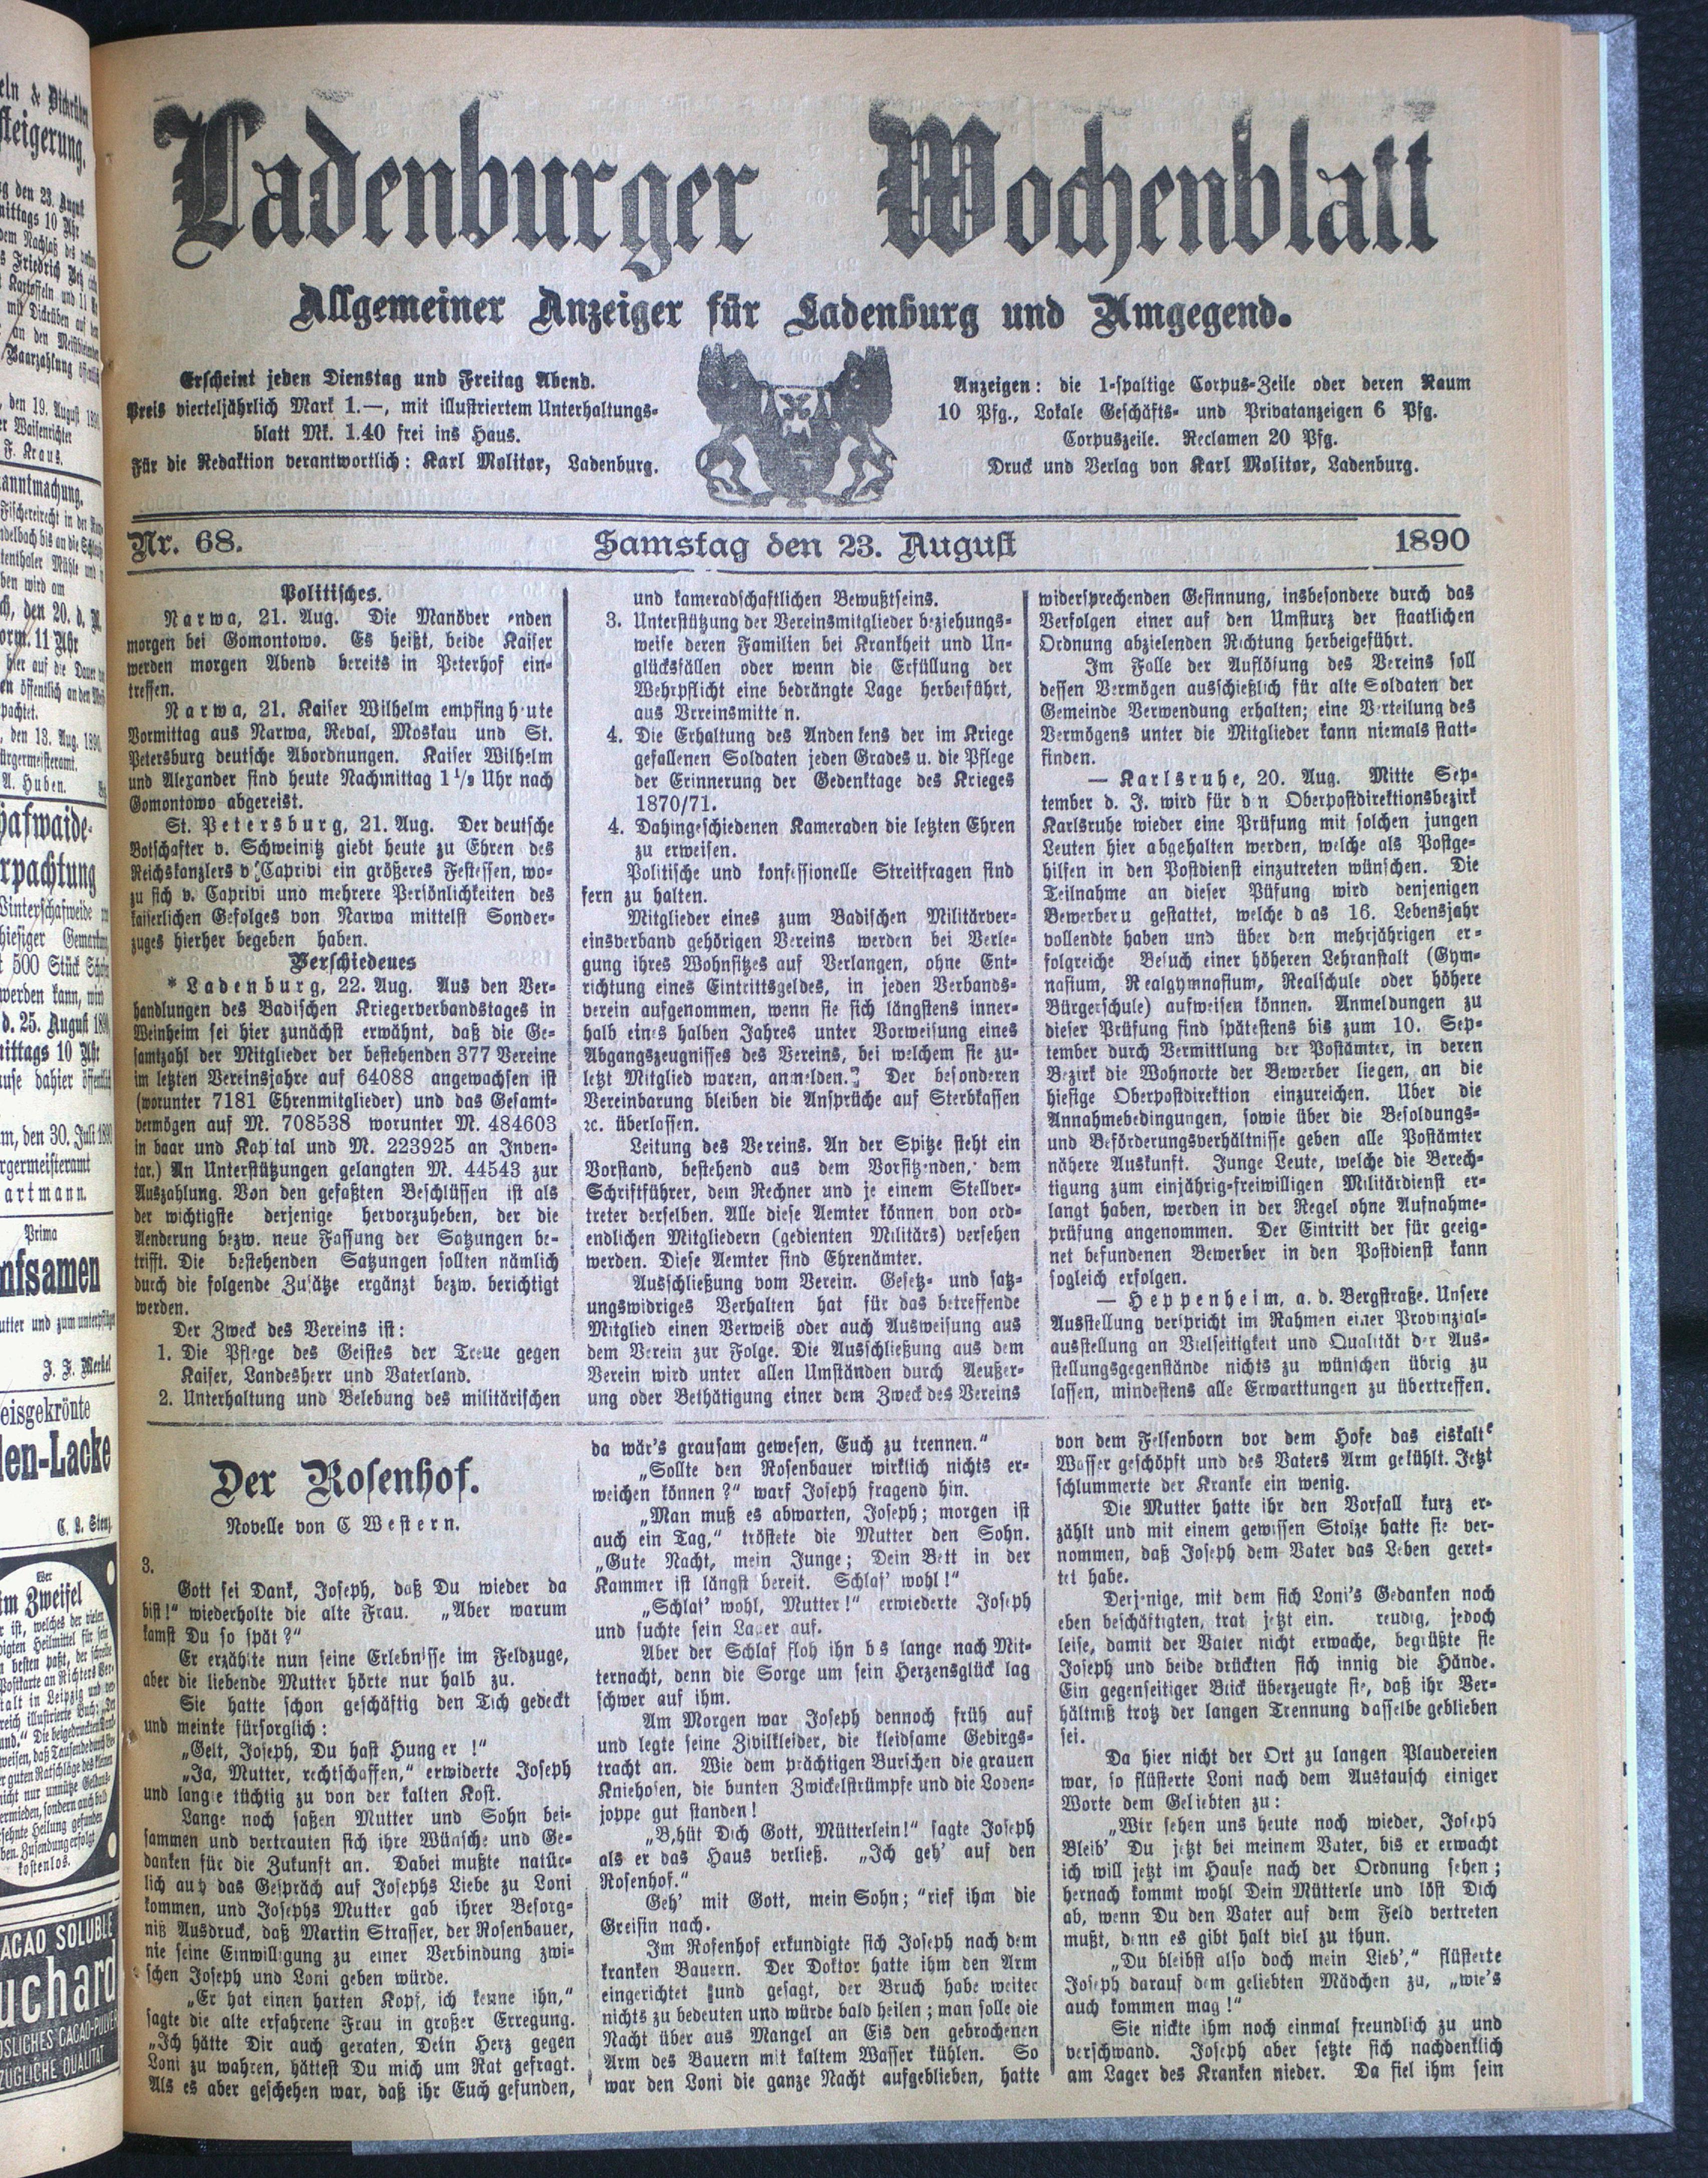 Ladenburger Wochenblatt
Allgemeiner Anzeiger für Ladenburg und Umgegend.
Erscheint jeden Dienstag und Freitag Abend.
Preis vierteljährlich Mark 1.—, mit illustriertem Unterhaltungs-
blatt Mk. 1.40 frei ins Haus.
Für die Redaktion verantwortlich: Karl Molitor, Ladenburg.
Anzeigen: die 1-spaltige Corpus-Zeile oder deren Raum
10 Pfg., Lokale Geschäfts- und Privatanzeigen 6 Pfg.
Corpuszeile. Reclamen 20 Pfg.
Druck und Verlag von Karl Molitor, Ladenburg.
Nr. 68.
Samstag den 23. August
1890
Politisches.
Narwa, 21. Aug. Die Manöver enden
morgen bei Gomontowo. Es heißt, beide Kaiser
werden morgen Abend bereits in Peterhof ein-
treffen.
Narwa, 21. Kaiser Wilhelm empfing h ute
Vormittag aus Narwa, Reval, Moskau und St.
Petersburg deutsche Abordnungen. Kaiser Wilhelm
und Alexander sind heute Nachmittag 1 1/2 Uhr nach
Gomontowo abgereist.
St. Petersburg, 21. Aug. Der deutsche
Botschafter v. Schweinitz giebt heute zu Ehren des
Reichskanzlers v. Caprivi ein größeres Festessen, wo-
zu sich v. Caprivi und mehrere Persönlichkeiten des
kaiserlichen Gefolges von Narwa mittelst Sonder-
zuges hierher begeben haben.
Verschiedenes
* Ladenburg, 22. Aug. Aus den Ver-
handlungen des Badischen Kriegerverbandstages in
Weinheim sei hier zunächst erwähnt, daß die Ge-
samtzahl der Mitglieder der bestehenden 377 Vereine
im letzten Vereinsjahre auf 64088 angewachsen ist
(worunter 7181 Ehrenmitglieder) und das Gesamt-
vermögen auf M. 708538 worunter M. 484603
in baar und Kap tal und M. 223925 an Inven-
tar.) An Unterstützungen gelangten M. 44543 zur
Auszahlung. Von den gefaßten Beschlüssen ist als
der wichtigste derjenige hervorzuheben, der die
Aenderung bezw. neue Fassung der Satzungen be-
trifft. Die bestehenden Satzungen sollten nämlich
durch die folgende Zusätze ergänzt bezw. berichtigt
werden.
Der Zweck des Vereins ist:
1. Die Pflege des Geistes der Treue gegen
Kaiser, Landesherr und Vaterland.
2. Unterhaltung und Belebung des militärischen
und kameradschaftlichen Bewußtseins.
3. Unterstützung der Vereinsmitglieder beziehungs-
weise deren Familien bei Krankheit und Un-
glücksfällen oder wenn die Erfüllung der
Wehrpflicht eine bedrängte Lage herbeiführt,
aus Vereinsmitte n.
4. Die Erhaltung des Anden kens der im Kriege
gefallenen Soldaten jeden Grades u. die Pflege
der Erinnerung der Gedenktage des Krieges
1870/71.
4. Dahingeschiedenen Kameraden die letzten Ehren
zu erweisen.
Politische und konfessionelle Streitfragen sind
fern zu halten.
Mitglieder eines zum Badischen Militärver-
einsverband gehörigen Vereins werden bei Verle-
gung ihres Wohnsitzes auf Verlangen, ohne Ent-
richtung eines Eintrittsgeldes, in jeden Verbands-
verein aufgenommen, wenn sie sich längstens inner-
halb eines halben Jahres unter Vorweisung eines
Abgangszeugnisses des Vereins, bei welchem sie zu-
letzt Mitglied waren, anmelden. Der besonderen
Vereinbarung bleiben die Ansprüche auf Sterbkassen
ꝛc. überlassen.
Leitung des Vereins. An der Spitze steht ein
Vorstand, bestehend aus dem Vorsitzenden, dem
Schriftführer, dem Rechner und je einem Stellver-
treter derselben. Alle diese Aemter können von ord-
endlichen Mitgliedern (gedienten Militärs) versehen
werden. Diese Aemter sind Ehrenämter.
Ausschließung vom Verein. Gesetz- und satz-
ungswidriges Verhalten hat für das betreffende
Mitglied einen Verweiß oder auch Ausweisung aus
dem Verein zur Folge. Die Ausschließung aus dem
Verein wird unter allen Umständen durch Aeußer-
ung oder Bethätigung einer dem Zweck des Vereins
widersprechenden Gesinnung, insbesondere durch das
Verfolgen einer auf den Umsturz der staatlichen
Ordnung abzielenden Richtung herbeigeführt.
Im Falle der Auflösung des Vereins soll
dessen Vermögen ausschießlich für alte Soldaten der
Gemeinde Verwendung erhalten; eine Verteilung des
Vermögens unter die Mitglieder kann niemals statt-
finden.
— Karlsruhe, 20. Aug. Mitte Sep-
tember d. J. wird für d n Oberpostdirektionsbezirk
Karlsruhe wieder eine Prüfung mit solchen jungen
Leuten hier abgehalten werden, welche als Postge-
hilfen in den Postdienst einzutreten wünschen. Die
Teilnahme an dieser Püfung wird denjenigen
Bewerberu gestattet, welche d as 16. Lebensjahr
vollendte haben und über den mehrjährigen er-
folgreiche Besuch einer höheren Lehranstalt (Gym-
nasium, Realgymnasium, Realschule oder höhere
Bürgerschule) aufweisen können. Anmeldungen zu
dieser Prüfung sind spätestens bis zum 10. Sep-
tember durch Vermittlung der Postämter, in deren
Bezirk die Wohnorte der Bewerber liegen, an die
hiesige Oberpostdirektion einzureichen. Über die
Annahmebedingungen, sowie über die Besoldungs-
und Beförderungsverhältnisse geben alle Postämter
nähere Auskunft. Junge Leute, welche die Berech-
tigung zum einjährig-freiwilligen Militärdienst er-
langt haben, werden in der Regel ohne Aufnahme-
prüfung angenommen. Der Eintritt der für geeig-
net befundenen Bewerber in den Postdienst kann
sogleich erfolgen.
— Heppenheim, a. d. Bergstraße. Unsere
Ausstellung verspricht im Rahmen einer Provinzial-
ausstellung an Vielseitigkeit und Qualität der Aus-
stellungsgegenstände nichts zu wünschen übrig zu
lassen, mindestens alle Erwarttungen zu übertreffen.
Der Rosenhof.
Novelle von C Western.
3.
Gott sei Dank, Joseph, daß Du wieder da
bist!“ wiederholte die alte Frau. „Aber warum
kamst Du so spät?“
Er erzählte nun seine Erlebnisse im Feldzuge,
aber die liebende Mutter hörte nur halb zu.
Sie hatte schon geschäftig den Tich gedeckt
und meinte fürsorglich:
„Gelt, Joseph, Du hast Hung er !“
„Ja, Mutter, rechtschaffen,“ erwiderte Joseph
und langte tüchtig zu von der kalten Kost.
Lange noch saßen Mutter und Sohn bei-
sammen und vertrauten sich ihre Wünsche und Ge-
danken für die Zukunft an. Dabei mußte natür-
lich auch das Gespräch auf Josephs Liebe zu Loni
kommen, und Josephs Mutter gab ihrer Besorg-
niß Ausdruck, daß Martin Strasser, der Rosenbauer,
nie seine Einwilligung zu einer Verbindung zwi-
schen Joseph und Loni geben würde.
„Er hat einen harten Kopf, ich kenne ihn,“
sagte die alte erfahrene Frau in großer Erregung.
„Ich hätte Dir auch geraten, Dein Herz gegen
Loni zu wahren, hättest Du mich um Rat gefragt.
Als es aber geschehen war, daß ihr Euch gefunden,
da wär's grausam gewesen, Euch zu trennen.“
„Sollte den Rosenbauer wirklich nichts er-
weichen können?“ warf Joseph fragend hin.
„Man muß es abwarten, Joseph; morgen ist
auch ein Tag,“ tröstete die Mutter den Sohn.
„Gute Nacht, mein Junge; Dein Bett in der
Kammer ist längst bereit. Schlaf' wohl!“
„Schlaf' wohl, Mutter!“ erwiederte Joseph
und suchte sein Lager auf.
Aber der Schlaf floh ihn b s lange nach Mit-
ternacht, denn die Sorge um sein Herzensglück lag
schwer auf ihm.
Am Morgen war Joseph dennoch früh auf
und legte seine Zivilkleider, die kleidsame Gebirgs-
tracht an. Wie dem prächtigen Burschen die grauen
Kniehosen, die bunten Zwickelstrümpfe und die Loden-
joppe gut standen!
„B,hüt Dich Gott, Mütterlein!“ sagte Joseph
als er das Haus verließ. „Ich geh' auf den
Rosenhof.“
Geh' mit Gott, mein Sohn; “rief ihm die
Greisin nach.
Im Rosenhof erkundigte sich Joseph nach dem
kranken Bauern. Der Doktor hatte ihm den Arm
eingerichtet und gesagt, der Bruch habe weiter
nichts zu bedeuten und würde bald heilen; man solle die
Nacht über aus Mangel an Eis den gebrochenen
Arm des Bauern mit kaltem Wasser kühlen. So
war den Loni die ganze Nacht aufgeblieben, hatte
von dem Felsenborn vor dem Hofe das eiskalte
Wasser geschöpft und des Vaters Arm gekühlt. Jetzt
schlummerte der Kranke ein wenig.
Die Mutter hatte ihr den Vorfall kurz er-
zählt und mit einem gewissen Stolze hatte sie ver-
nommen, daß Joseph dem Vater das Leben geret-
tet habe.
Derjenige, mit dem sich Loni's Gedanken noch
eben beschäftigten, trat jetzt ein. reudig, jedoch
leise, damit der Vater nicht erwache, begrüßte sie
Joseph und beide drückten sich innig die Hände.
Ein gegenseitiger Blick überzeugte sie, daß ihr Ver-
hältniß trotz der langen Trennung dasselbe geblieben
sei.
Da hier nicht der Ort zu langen Plaudereien
war, so flüsterte Loni nach dem Austausch einiger
Worte dem Geliebten zu:
„Wir sehen uns heute noch wieder, Joseph
Bleib' Du jetzt bei meinem Vater, bis er erwacht
ich will jetzt im Hause nach der Ordnung sehen;
hernach kommt wohl Dein Mütterle und löst Dich
ab, wenn Du den Vater auf dem Feld vertreten
mußt, denn es gibt halt viel zu thun.
„Du bleibst also doch mein Lieb',“ flüsterte
Joseph darauf dem geliebten Mädchen zu, „wie's
auch kommen mag!“
Sie nickte ihm noch einmal freundlich zu und
verschwand. Joseph aber setzte sich nachdenklich
am Lager des Kranken nieder. Da fiel ihm sein